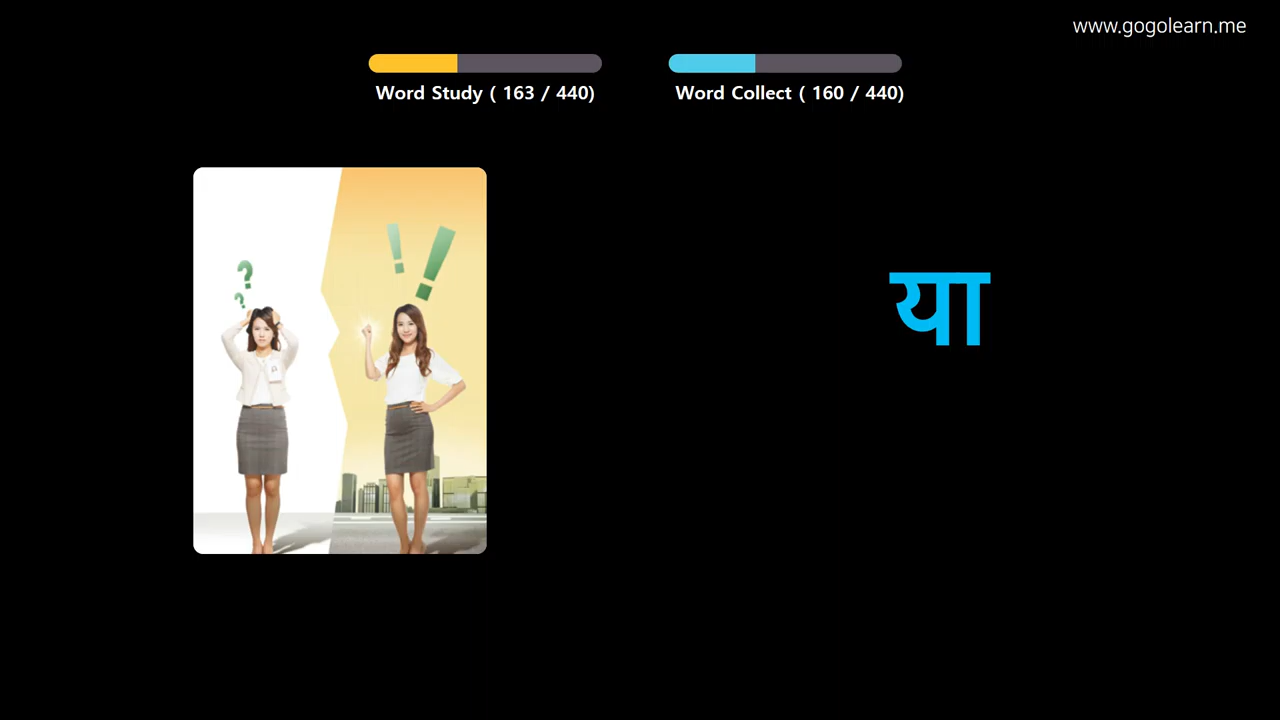 www.gogolearn.me
Word Study ( 163 / 440)
Word Collect ( 160 / 440)
? ?
! !
या